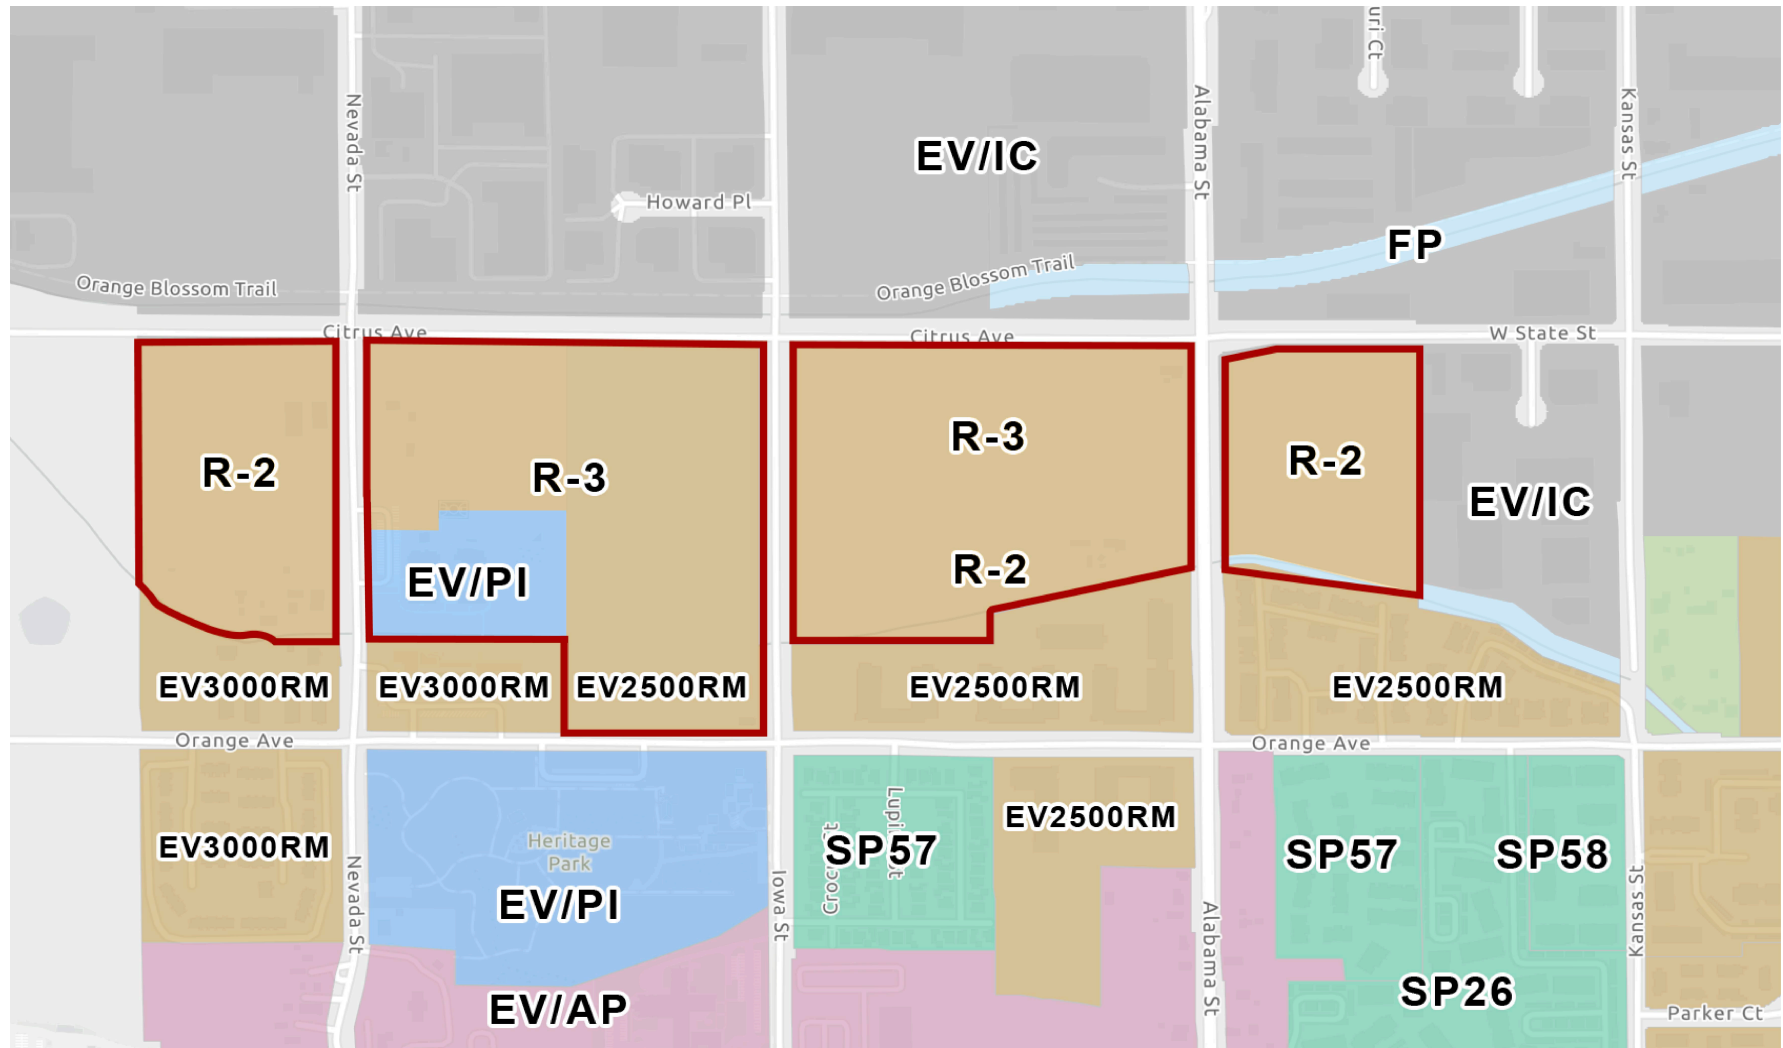 uri Ct
Nevada St
Alabama St
Kansas St
EV/IC
Howard Pl
FP
Orange Blossom Trail
Orange Blossom Trail
Citrus Ave
Citrus Ave
W State St
R-2
R-3
R-3
R-2
R-2
EV/IC
EV/PI
EV3000RM
EV3000RM
EV2500RM
EV2500RM
EV2500RM
Orange Ave
Orange Ave
EV3000RM
Heritage
Park
EV/PI
SP57
EV2500RM
SP57
SP58
Nevada St
Iowa St
Alabama St
Kansas St
EV/AP
SP26
Parker Ct